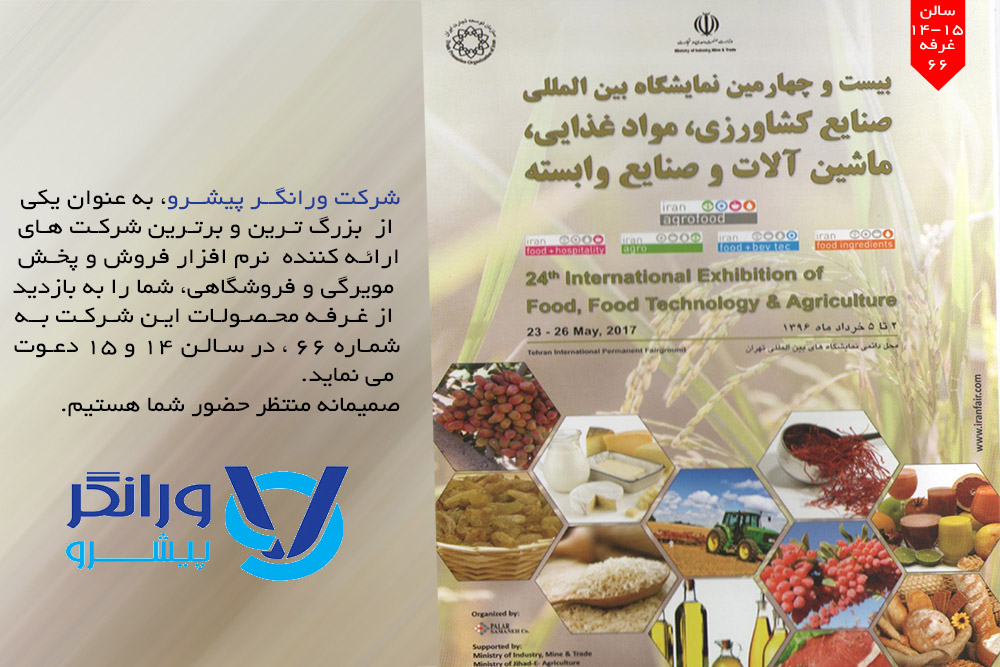 سالن
۱۴-۱۵
غرفه
۶۶
Ministry of Industry, Mine & Trade
بیست و چهارمین نمایشگاه بین المللی
صنایع کشاورزی، مواد غذایی،
ماشین آلات و صنایع وابسته
iran
agrofood
iran
food+hospitality
iran
agro
iran
food+bev tec
iran
food ingredients
24th International Exhibition of
Food, Food Technology & Agriculture
23 - 26 May, 2017
۲ تا ۵ خرداد ماه ۱۳۹۶
Tehran International Permanent Fairground
محل دائمی نمایشگاه های بین المللی تهران
www.iranfair.com
شرکت ورانگر پیشرو، به عنوان یکی
از بزرگ ترین و برترین شرکت های
ارائه کننده نرم افزار فروش و پخش
مویرگی و فروشگاهی، شما را به بازدید
از غرفه محصولات این شرکت به
شماره ۶۶ ، در سالن ۱۴ و ۱۵ دعوت
می نماید.
صمیمانه منتظر حضور شما هستیم.
ورانگر
پیشرو
Organized by:
PALAR
SAMANEH Co.
Supported by:
Ministry of Industry, Mine & Trade
Ministry of Jihad-E- Agriculture